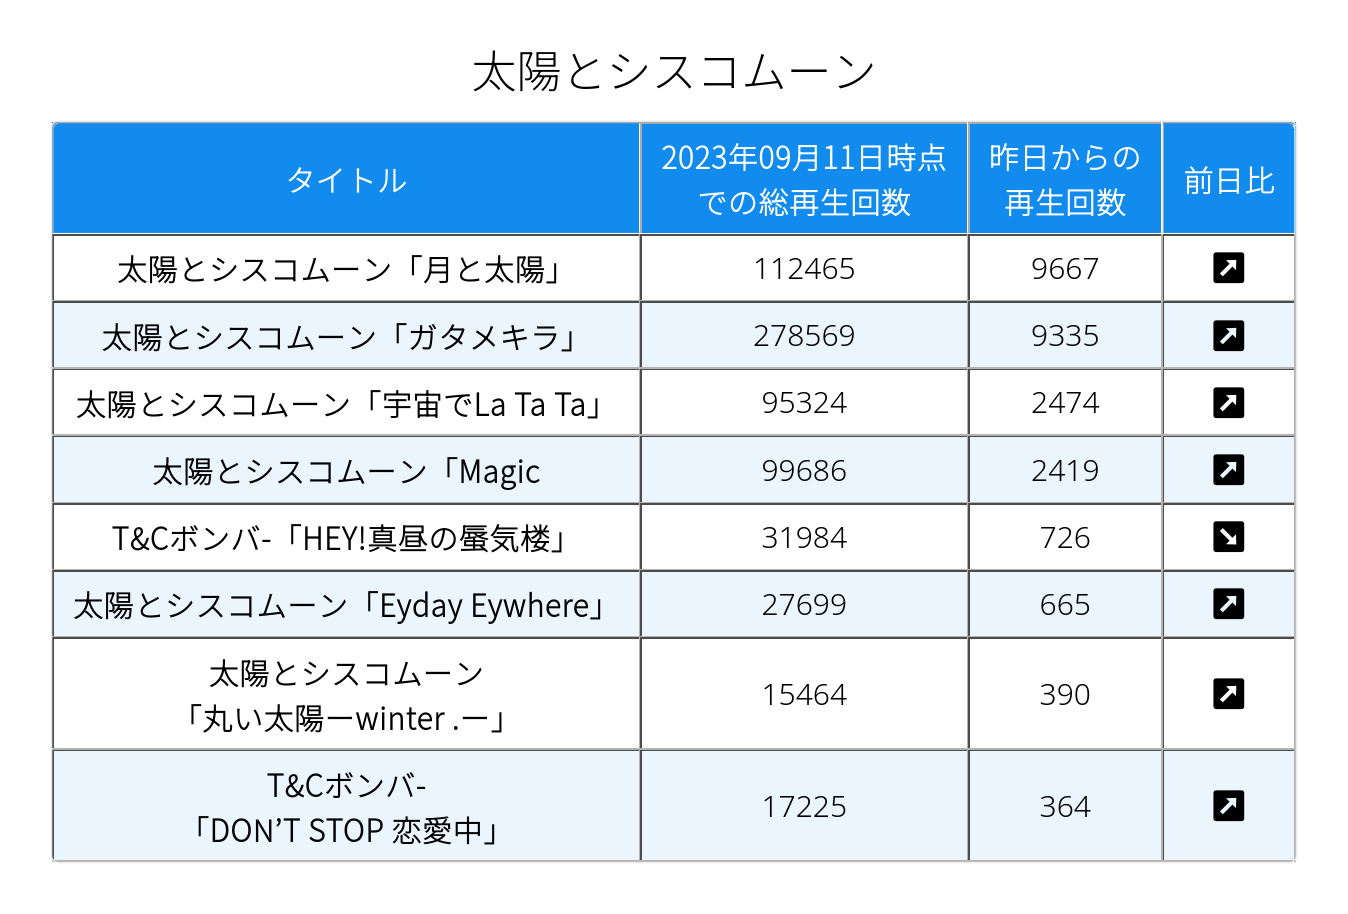 太陽とシスコムーン
タイトル
2023年09月11日時点
での総再生回数
昨日からの
再生回数
前日比
太陽とシスコムーン「月と太陽」
112465
9667
太陽とシスコムーン「ガタメキラ」
278569
9335
太陽とシスコムーン「宇宙でLa Ta Ta」
95324
2474
太陽とシスコムーン「Magic
99686
2419
T&Cボンバ-「HEY!真昼の蜃気楼」
31984
726
太陽とシスコムーン「Eyday Eywhere」
27699
665
太陽とシスコムーン
「丸い太陽ーwinter .ー」
15464
390
T&Cボンバ-
「DON’T STOP 恋愛中」
17225
364